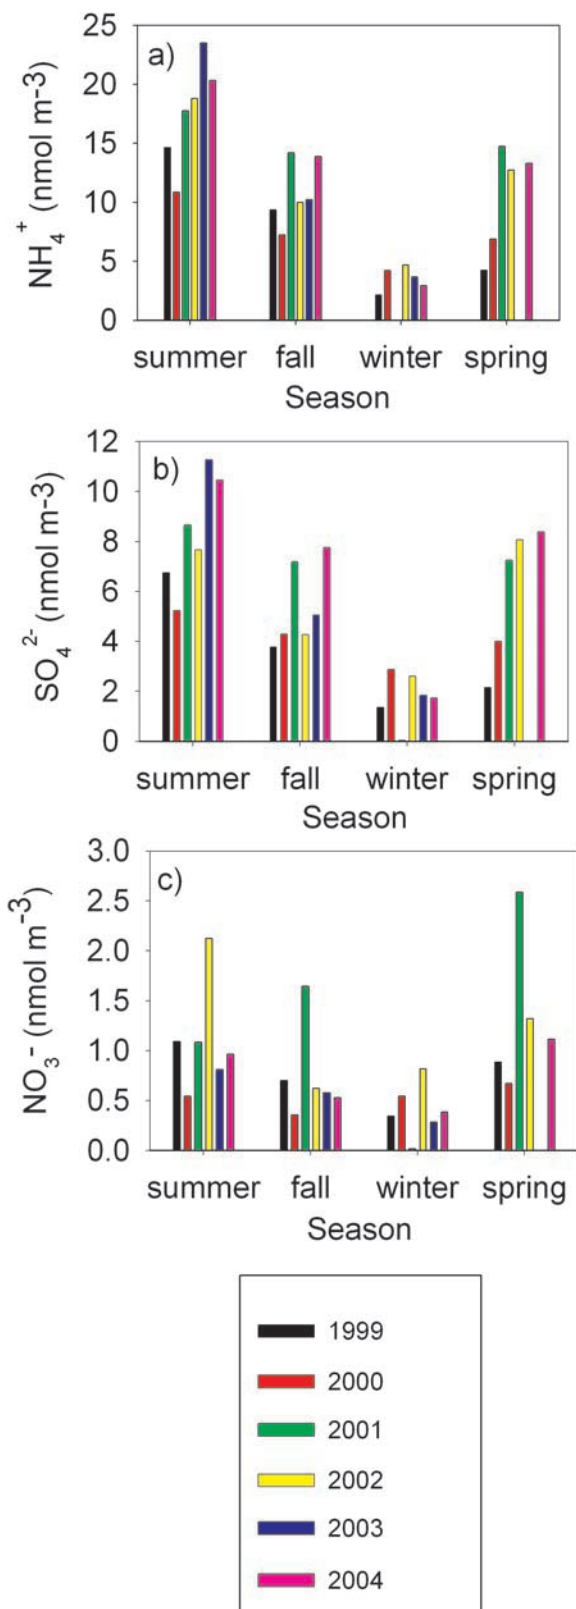 a)
NH₄⁺ (nmol m-3)
25
20
15
10
5
0
summer fall winter spring
Season
b)
SO₄²⁻ (nmol m-3)
12
10
8
6
4
2
0
summer fall winter spring
Season
c)
NO₃- (nmol m⁻³)
3.0
2.5
2.0
1.5
1.0
0.5
0.0
summer fall winter spring
Season
1999
2000
2001
2002
2003
2004